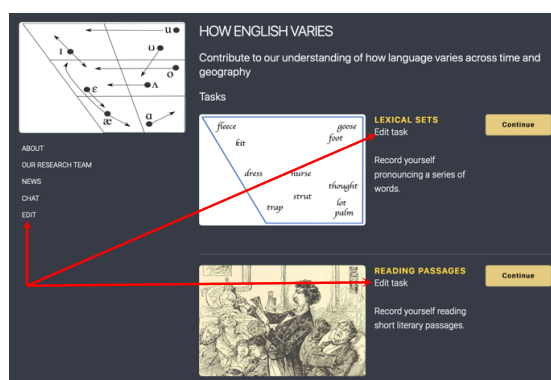 HOW ENGLISH VARIES
Contribute to our understanding of how language varies across time and
geography
Tasks
u
ɪ
ʊ
o
ɛ
ʌ
æ
ɑ
ABOUT
OUR RESEARCH TEAM
NEWS
CHAT
EDIT
fleece
goose
kit
foot
dress
nurse
thought
strut
trap
lot
palm
LEXICAL SETS
Edit task
Record yourself
pronouncing a series of
words.
Continue
READING PASSAGES
Edit task
Record yourself reading
short literary passages.
Continue